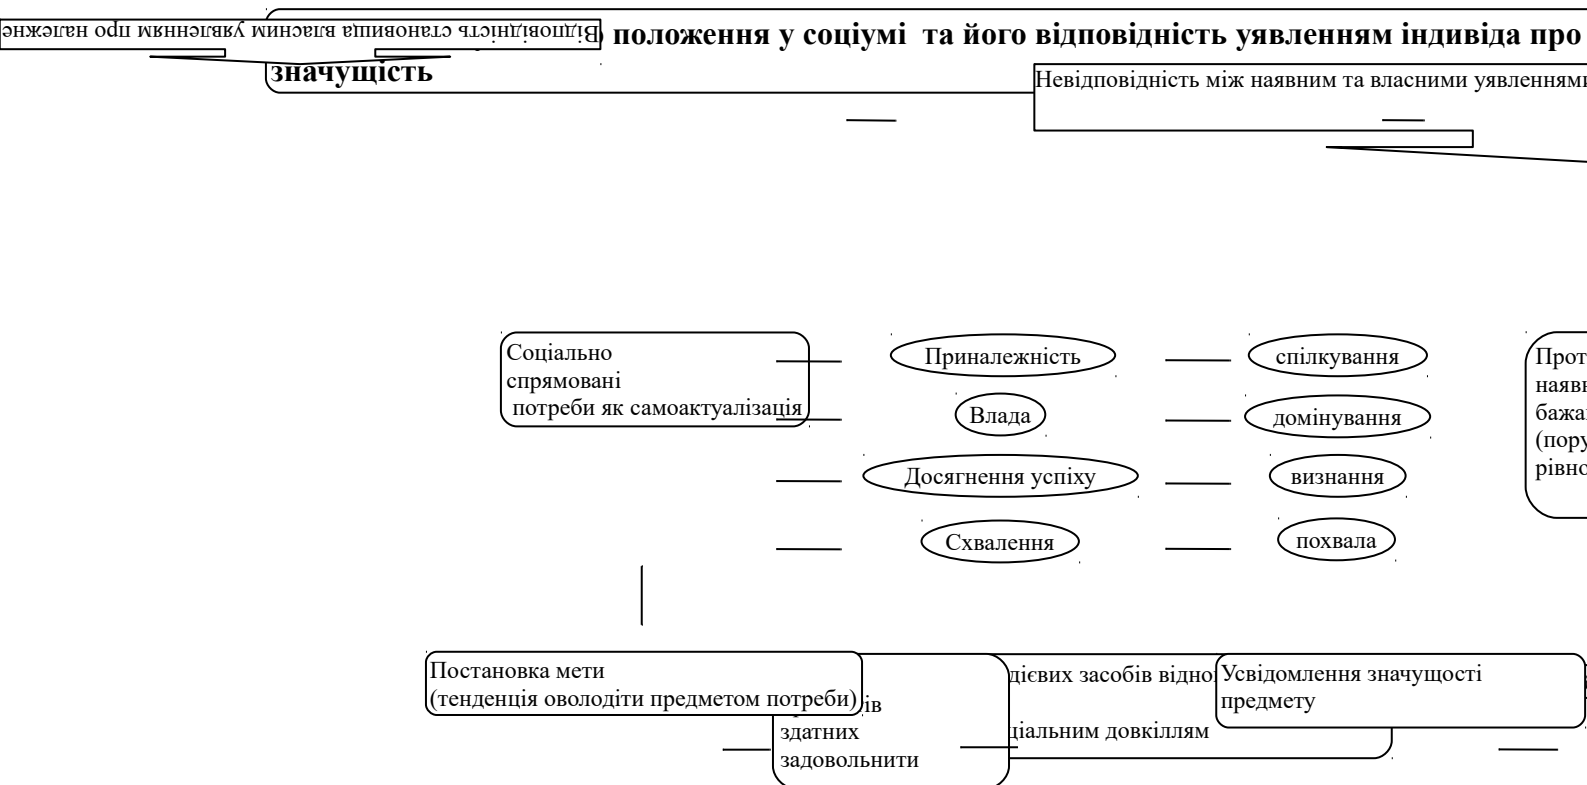 Відповідність становища власним уявленням про належне
положення у соціумі та його відповідність уявленням індивіда про
значущість
Невідповідність між наявним та власними уявленнями
Соціально
спрямовані
потреби як самоактуалізація
Приналежність
спілкування
Влада
домінування
Досягнення успіху
визнання
Схвалення
похвала
Постановка мети
(тенденція оволодіти предметом потреби)
здатних
задовольнити
дієвих засобів
довкіллям
Усвідомлення значущості
предмету